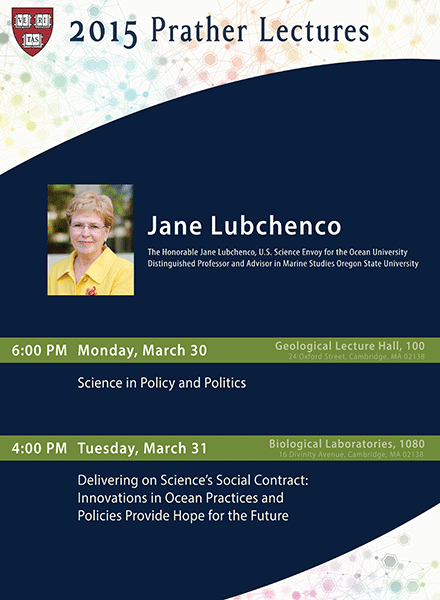 VE RI
TAS
2015 Prather Lectures
Jane Lubchenco
The Honorable Jane Lubchenco, U.S. Science Envoy for the Ocean University
Distinguished Professor and Advisor in Marine Studies Oregon State University
6:00 PM Monday, March 30
Geological Lecture Hall, 100
24 Oxford Street, Cambridge, MA 02138
Science in Policy and Politics
4:00 PM Tuesday, March 31
Biological Laboratories, 1080
16 Divinity Avenue, Cambridge, MA 02138
Delivering on Science's Social Contract:
Innovations in Ocean Practices and
Policies Provide Hope for the Future